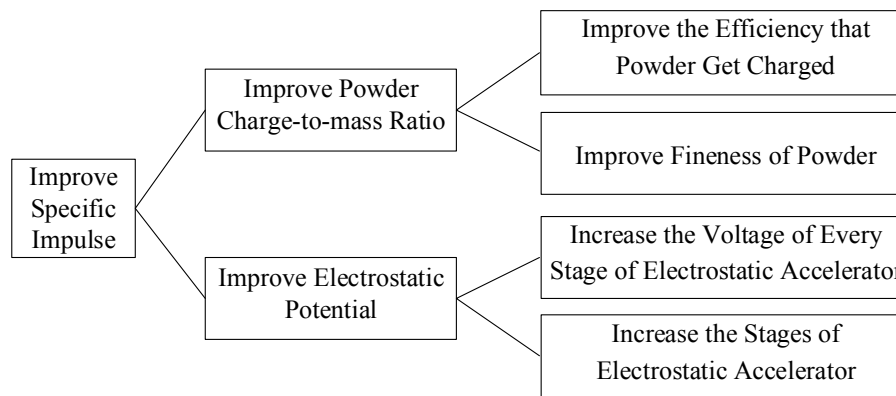 Improve
Specific
Impulse
Improve Powder
Charge-to-mass Ratio
Improve Electrostatic
Potential
Improve the Efficiency that
Powder Get Charged
Improve Fineness of Powder
Increase the Voltage of Every
Stage of Electrostatic Accelerator
Increase the Stages of
Electrostatic Accelerator